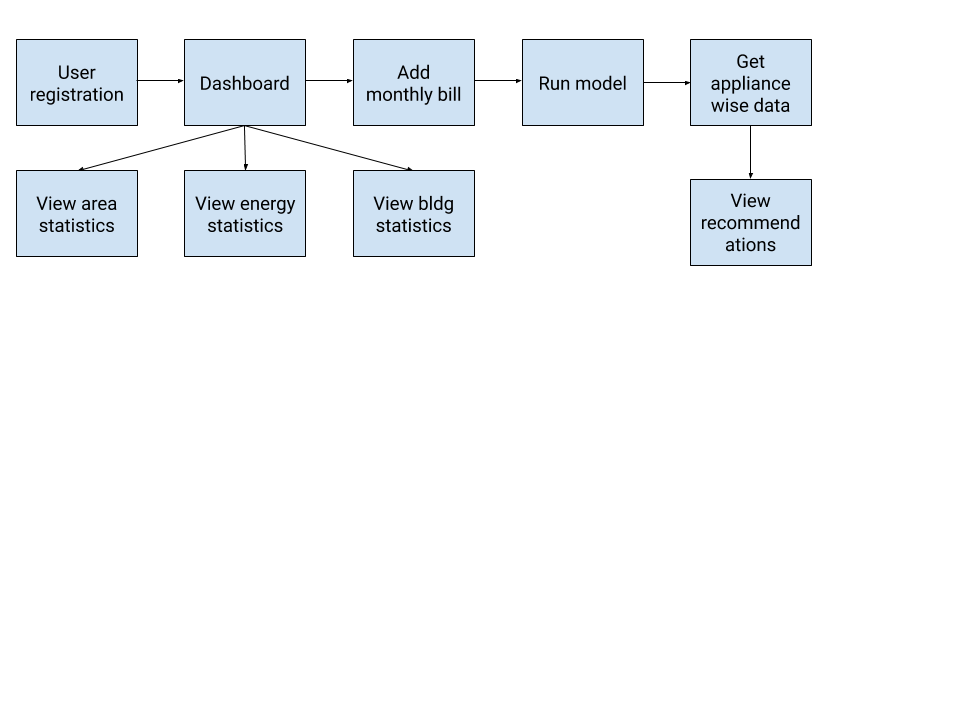 User
registration
Dashboard
Add
monthly bill
Run model
Get
appliance
wise data
View area
statistics
View energy
statistics
View bldg
statistics
View
recommend
ations